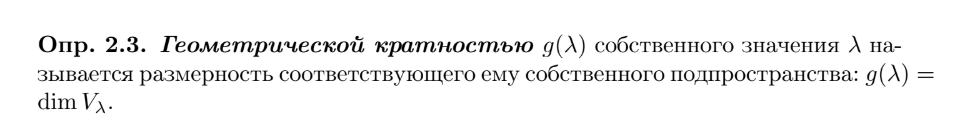 Опр. 2.3. Геометрической кратностью g(λ) собственного значения λ на-
зывается размерность соответствующего ему собственного подпространства: g(λ) =
dim V_λ.